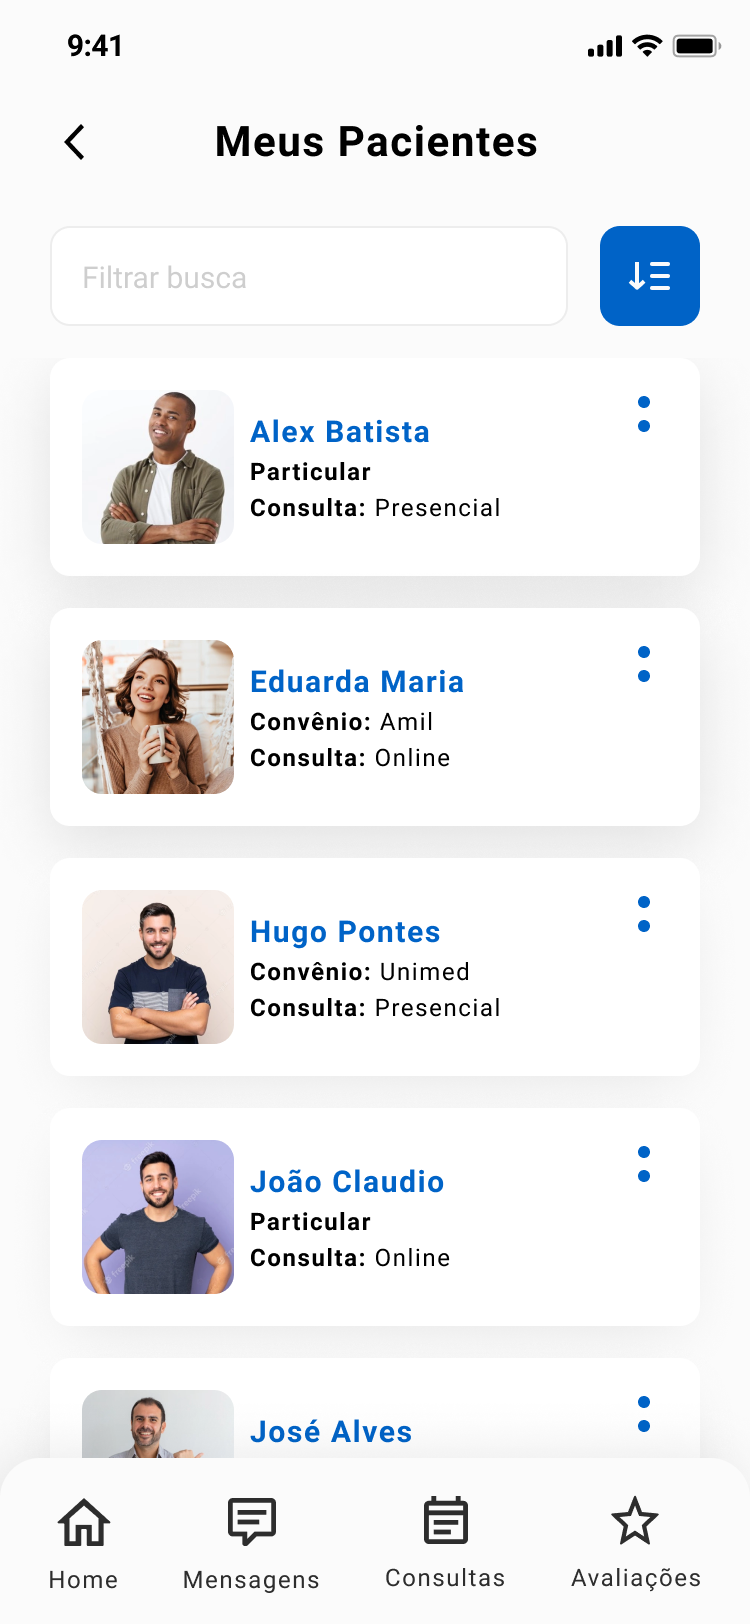 9:41
Meus Pacientes
Filtrar busca
Alex Batista
Particular
Consulta: Presencial
Eduarda Maria
Convênio: Amil
Consulta: Online
Hugo Pontes
Convênio: Unimed
Consulta: Presencial
João Claudio
Particular
Consulta: Online
José Alves
Home
Mensagens
Consultas
Avaliações